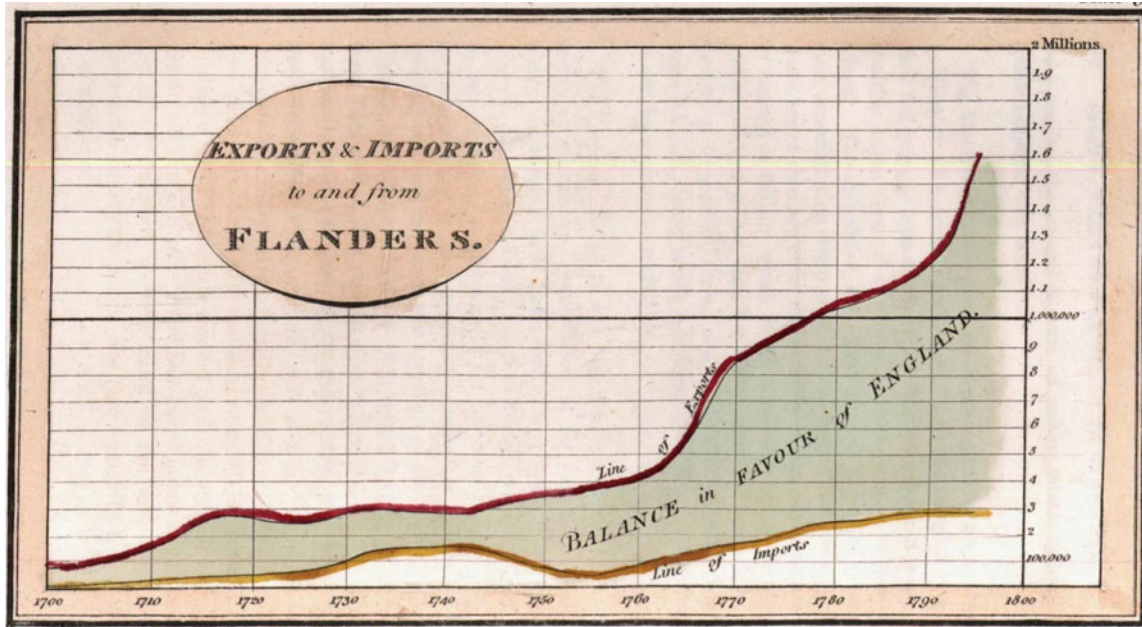 EXPORTS & IMPORTS
to and from
FLANDERS.
2 Millions
1.9
1.8
1.7
1.6
1.5
1.4
1.3
1.2
1.1
1,000,000
9
8
7
6
5
4
3
2
100,000
Line of Exports
BALANCE in FAVOUR of ENGLAND.
Line of Imports
1700 1710 1720 1730 1740 1750 1760 1770 1780 1790 1800